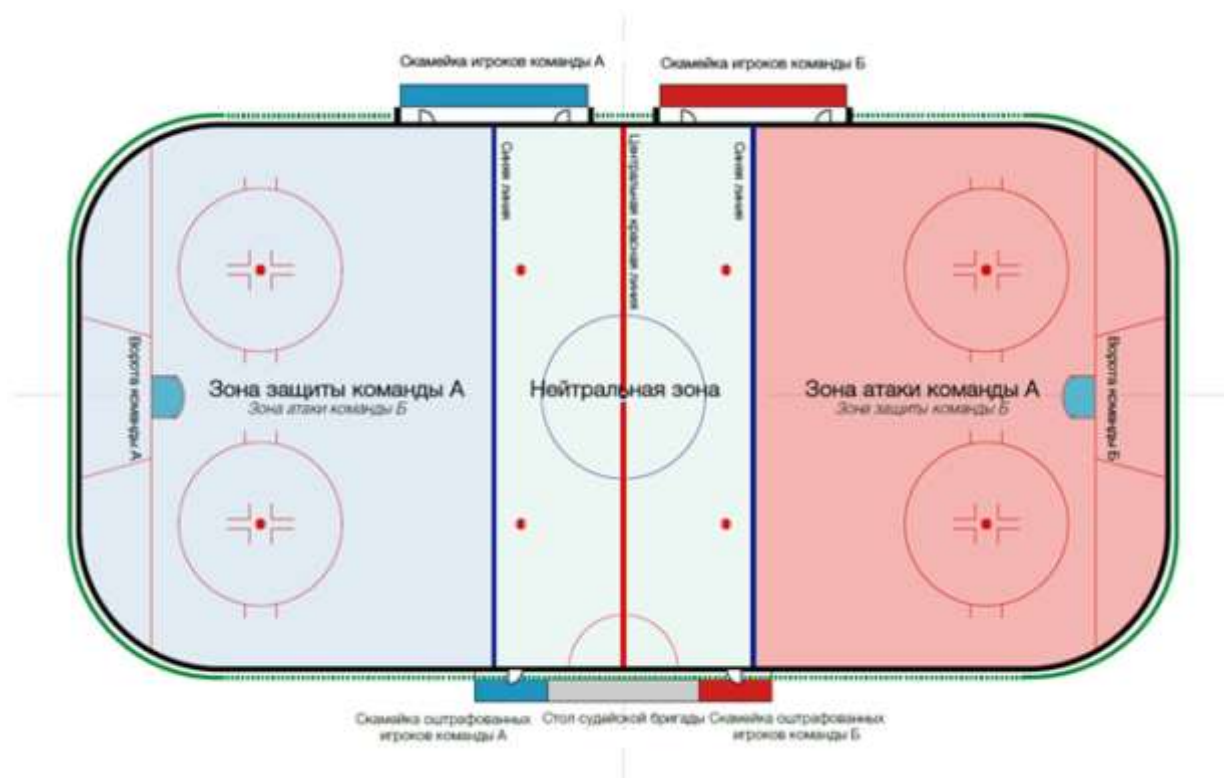 Скамейка игроков команды А
Скамейка игроков команды Б
Синяя линия
Центральная красная линия
Синяя линия
Ворота команды А
Зона защиты команды А
Зона атаки команды Б
Нейтральная зона
Зона атаки команды А
Зона защиты команды Б
Ворота команды Б
Скамейка оштрафованных
игроков команды А
Стол судейской бригады
Скамейка оштрафованных
игроков команды Б